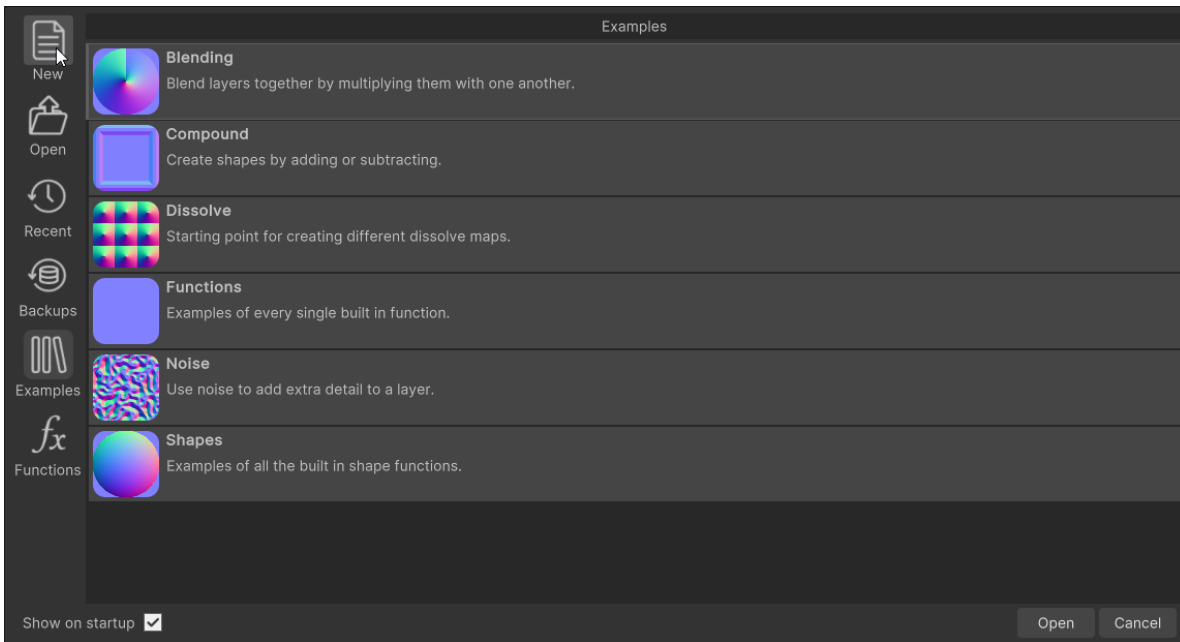 Examples
New
Open
Recent
Backups
Examples
fx
Functions
Blending
Blend layers together by multiplying them with one another.
Compound
Create shapes by adding or subtracting.
Dissolve
Starting point for creating different dissolve maps.
Functions
Examples of every single built in function.
Noise
Use noise to add extra detail to a layer.
Shapes
Examples of all the built in shape functions.
Show on startup
Open
Cancel